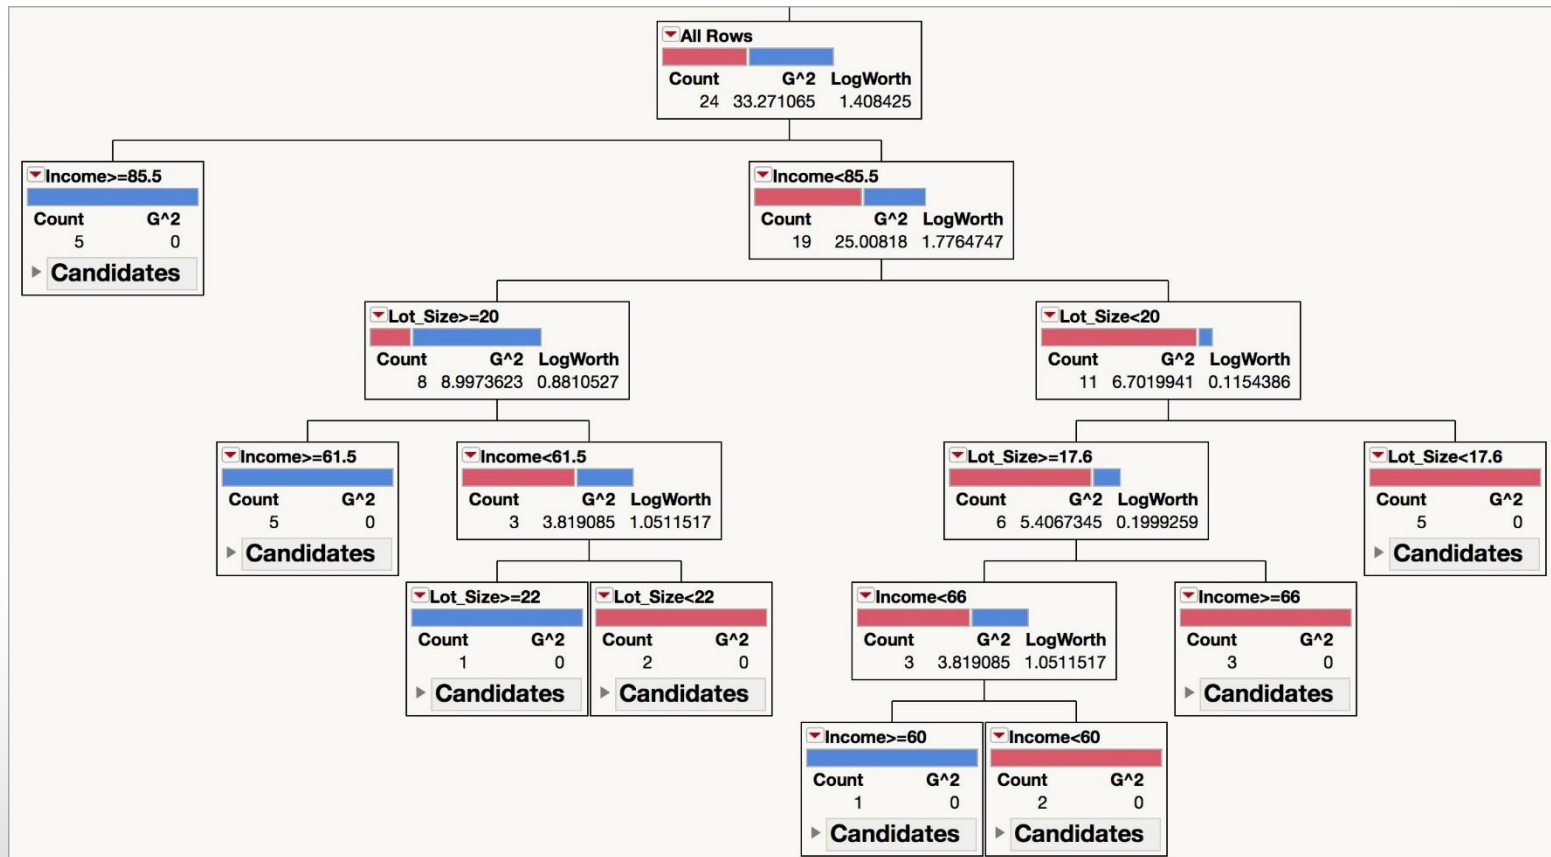 All Rows
Count G^2 LogWorth
24 33.271065 1.408425
Income>=85.5
Count G^2
5 0
Candidates
Income<85.5
Count G^2 LogWorth
19 25.00818 1.7764747
Lot_Size>=20
Count G^2 LogWorth
8 8.9973623 0.8810527
Lot_Size<20
Count G^2 LogWorth
11 6.7019941 0.1154386
Income>=61.5
Count G^2
5 0
Candidates
Income<61.5
Count G^2 LogWorth
3 3.819085 1.0511517
Lot_Size>=17.6
Count G^2 LogWorth
6 5.4067345 0.1999259
Lot_Size<17.6
Count G^2
5 0
Candidates
Lot_Size>=22
Count G^2
1 0
Candidates
Lot_Size<22
Count G^2
2 0
Candidates
Income<66
Count G^2 LogWorth
3 3.819085 1.0511517
Income>=66
Count G^2
3 0
Candidates
Income>=60
Count G^2
1 0
Candidates
Income<60
Count G^2
2 0
Candidates